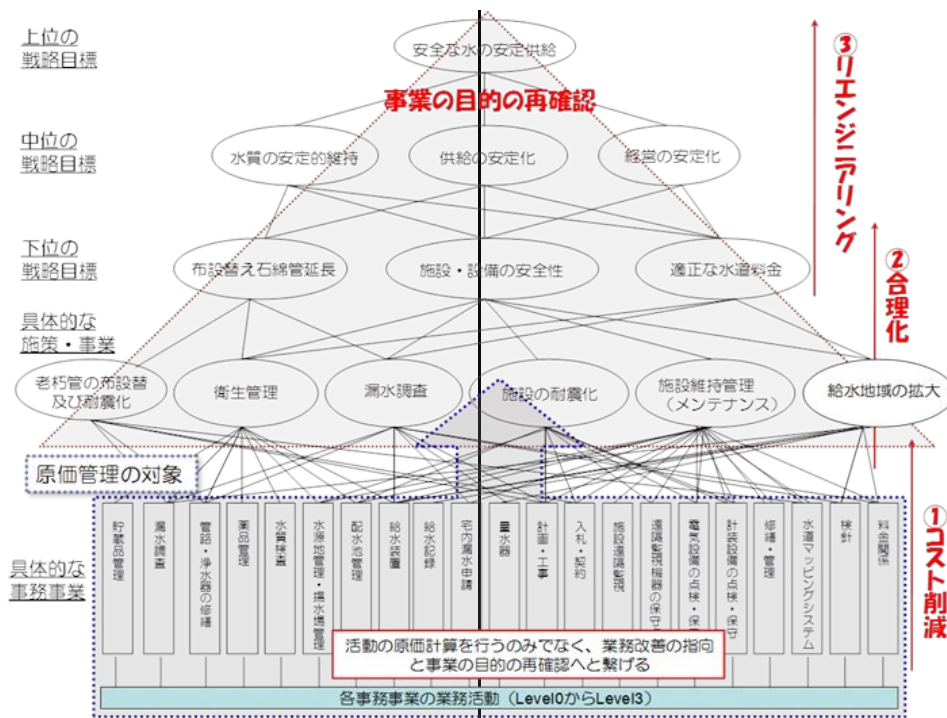 上位の
戦略目標
安全な水の安定供給
事業の目的の再確認
③リエンジニアリング
中位の
戦略目標
水質の安定的維持
供給の安定化
経営の安定化
下位の
戦略目標
布設替え石綿管延長
施設・設備の安全性
適正な水道料金
②合理化
具体的な
施策・事業
老朽管の布設替
及び耐震化
衛生管理
漏水調査
施設の耐震化
施設維持管理
(メンテナンス)
給水地域の拡大
原価管理の対象
①コスト削減
具体的な
事務事業
貯蔵品管理
漏水調査
管路・浄水器の修繕
薬品管理
水質検査
水源地管理・揚水場管理
配水池管理
給水装置
給水記録
宅内漏水申請
量水器
計画・工事
入札・契約
施設遠隔監視
遠隔監視機器の保守
電気設備の点検・保守
計装設備の点検・保守
修繕・管理
水道マッピングシステム
検針
料金関係
活動の原価計算を行うのみでなく、業務改善の指向
と事業の目的の再確認へと繋げる
各事務事業の業務活動(Level0からLevel3)